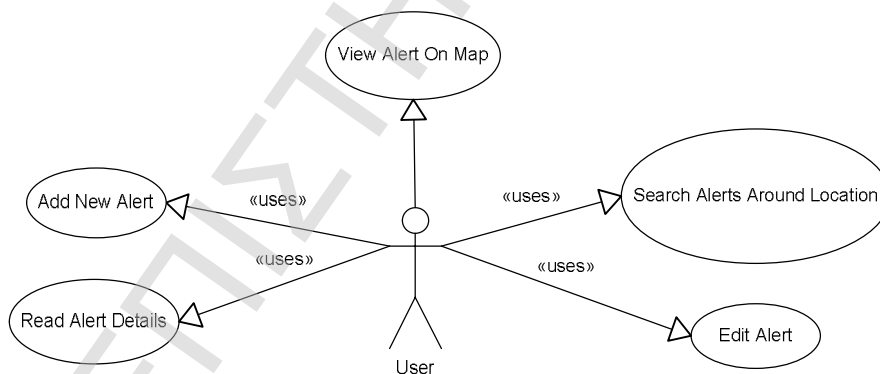 View Alert On Map
Add New Alert
«uses»
«uses»
Search Alerts Around Location
«uses»
«uses»
Read Alert Details
Edit Alert
User
ΕΠΙΣΤΗ